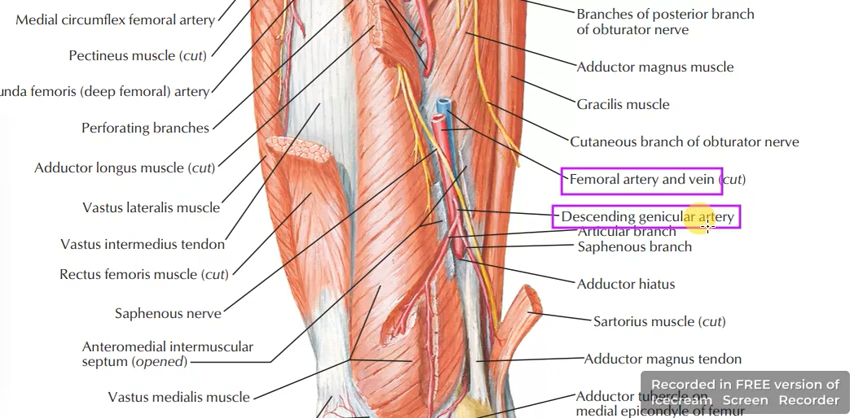 Medial circumflex femoral artery
Pectineus muscle (cut)
unda femoris (deep femoral) artery
Perforating branches
Adductor longus muscle (cut)
Vastus lateralis muscle
Vastus intermedius tendon
Rectus femoris muscle (cut)
Saphenous nerve
Anteromedial intermuscular
septum (opened)
Vastus medialis muscle
Branches of posterior branch
of obturator nerve
Adductor magnus muscle
Gracilis muscle
Cutaneous branch of obturator nerve
Femoral artery and vein (cut)
Descending genicular artery
Articular branch
Saphenous branch
Adductor hiatus
Sartorius muscle (cut)
Adductor magnus tendon
Adductor tubercle on
medial epicondyle of femur
Recorded in FREE version of
Icecream Screen Recorder